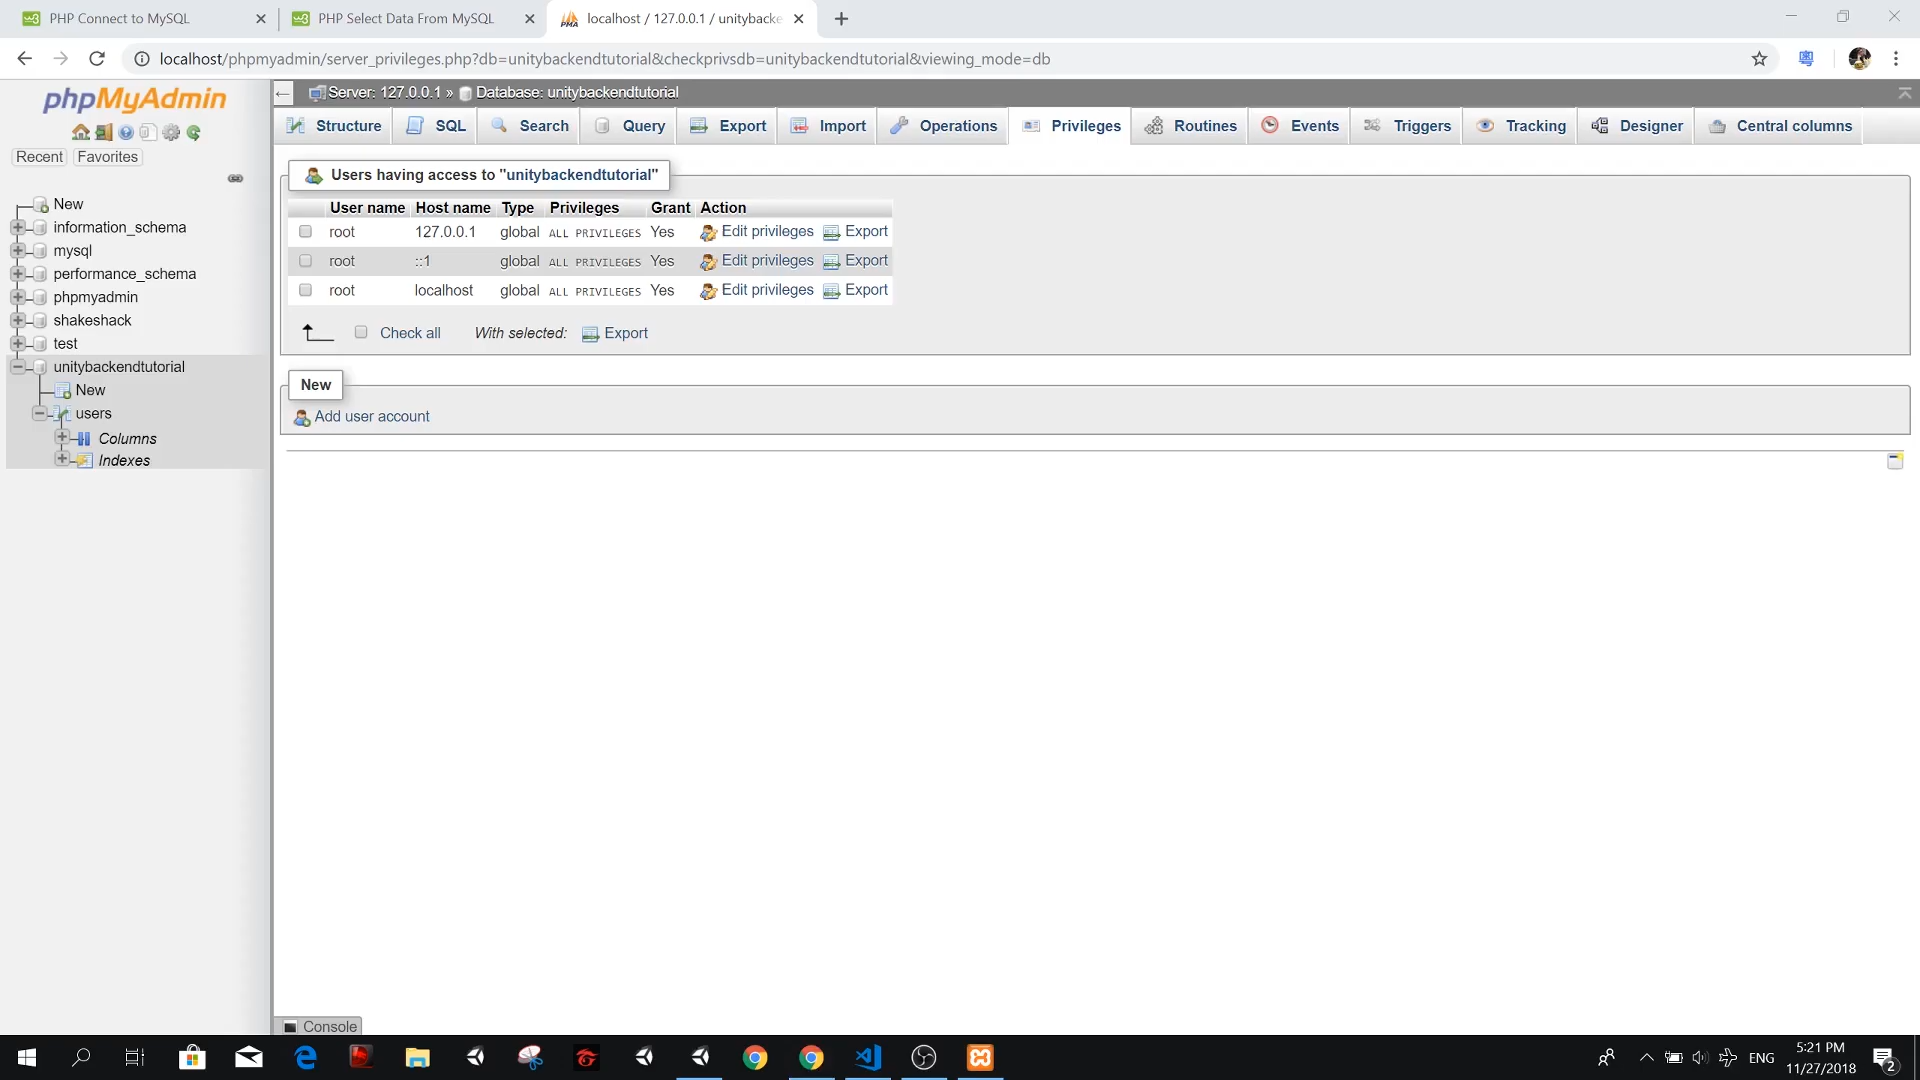 PHP Connect to MySQL
PHP Select Data From MySQL
localhost / 127.0.0.1 / unitybacke
localhost/phpmyadmin/server_privileges.php?db=unitybackendtutorial&checkprivsdb=unitybackendtutorial&viewing_mode=db
phpMyAdmin
Recent Favorites
New
information_schema
mysql
performance_schema
phpmyadmin
shakeshack
test
unitybackendtutorial
New
users
Columns
Indexes
Server: 127.0.0.1 » Database: unitybackendtutorial
Structure SQL Search Query Export Import Operations Privileges Routines Events Triggers Tracking Designer Central columns
Users having access to "unitybackendtutorial"
User name Host name Type Privileges Grant Action
root 127.0.0.1 global ALL PRIVILEGES Yes Edit privileges Export
root ::1 global ALL PRIVILEGES Yes Edit privileges Export
root localhost global ALL PRIVILEGES Yes Edit privileges Export
Check all With selected: Export
New
Add user account
Console
ENG
5:21 PM
11/27/2018
2